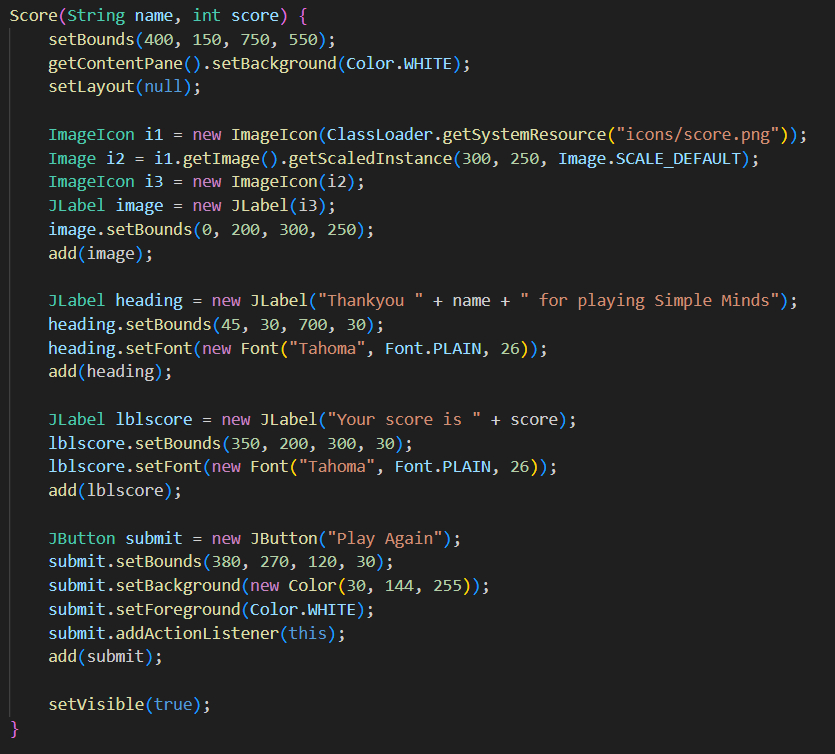 Score(String name, int score) {
    setBounds(400, 150, 750, 550);
    getContentPane().setBackground(Color.WHITE);
    setLayout(null);

    ImageIcon i1 = new ImageIcon(ClassLoader.getSystemResource("icons/score.png"));
    Image i2 = i1.getImage().getScaledInstance(300, 250, Image.SCALE_DEFAULT);
    ImageIcon i3 = new ImageIcon(i2);
    JLabel image = new JLabel(i3);
    image.setBounds(0, 200, 300, 250);
    add(image);

    JLabel heading = new JLabel("Thankyou " + name + " for playing Simple Minds");
    heading.setBounds(45, 30, 700, 30);
    heading.setFont(new Font("Tahoma", Font.PLAIN, 26));
    add(heading);

    JLabel lblscore = new JLabel("Your score is " + score);
    lblscore.setBounds(350, 200, 300, 30);
    lblscore.setFont(new Font("Tahoma", Font.PLAIN, 26));
    add(lblscore);

    JButton submit = new JButton("Play Again");
    submit.setBounds(380, 270, 120, 30);
    submit.setBackground(new Color(30, 144, 255));
    submit.setForeground(Color.WHITE);
    submit.addActionListener(this);
    add(submit);

    setVisible(true);
}